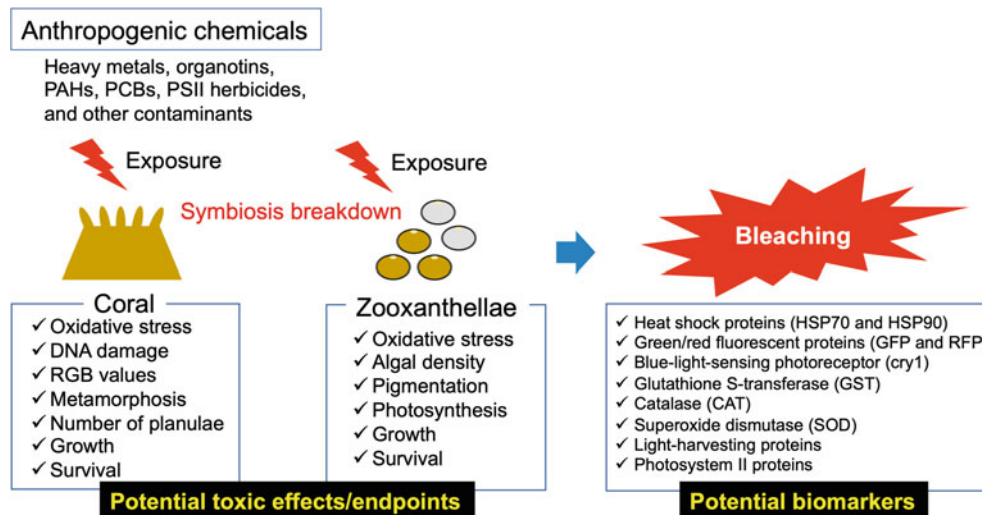 Anthropogenic chemicals
Heavy metals, organotins,
PAHs, PCBs, PSII herbicides,
and other contaminants
Exposure
Exposure
Symbiosis breakdown
Bleaching
Coral
✓ Oxidative stress
✓ DNA damage
✓ RGB values
✓ Metamorphosis
✓ Number of planulae
✓ Growth
✓ Survival
Zooxanthellae
✓ Oxidative stress
✓ Algal density
✓ Pigmentation
✓ Photosynthesis
✓ Growth
✓ Survival
Potential toxic effects/endpoints
✓ Heat shock proteins (HSP70 and HSP90)
✓ Green/red fluorescent proteins (GFP and RFP)
✓ Blue-light-sensing photoreceptor (cry1)
✓ Glutathione S-transferase (GST)
✓ Catalase (CAT)
✓ Superoxide dismutase (SOD)
✓ Light-harvesting proteins
✓ Photosystem II proteins
Potential biomarkers